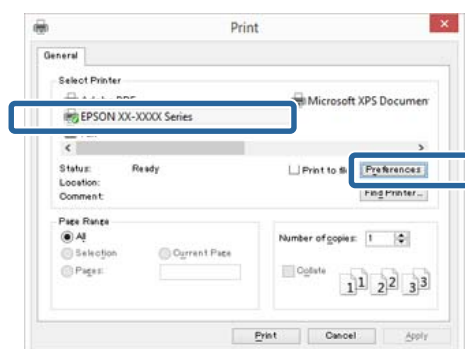 Print
General
Select Printer
Microsoft XPS Documen
EPSON XX-XXXX Series
Status: Ready
Print to
Preferences
Location:
Find Printer...
Comment:
Page Range
All
Selection
Current Page
Pages:
Number of copies: 1
Collate
1 1 2 2 3 3
Print
Cancel
Apply